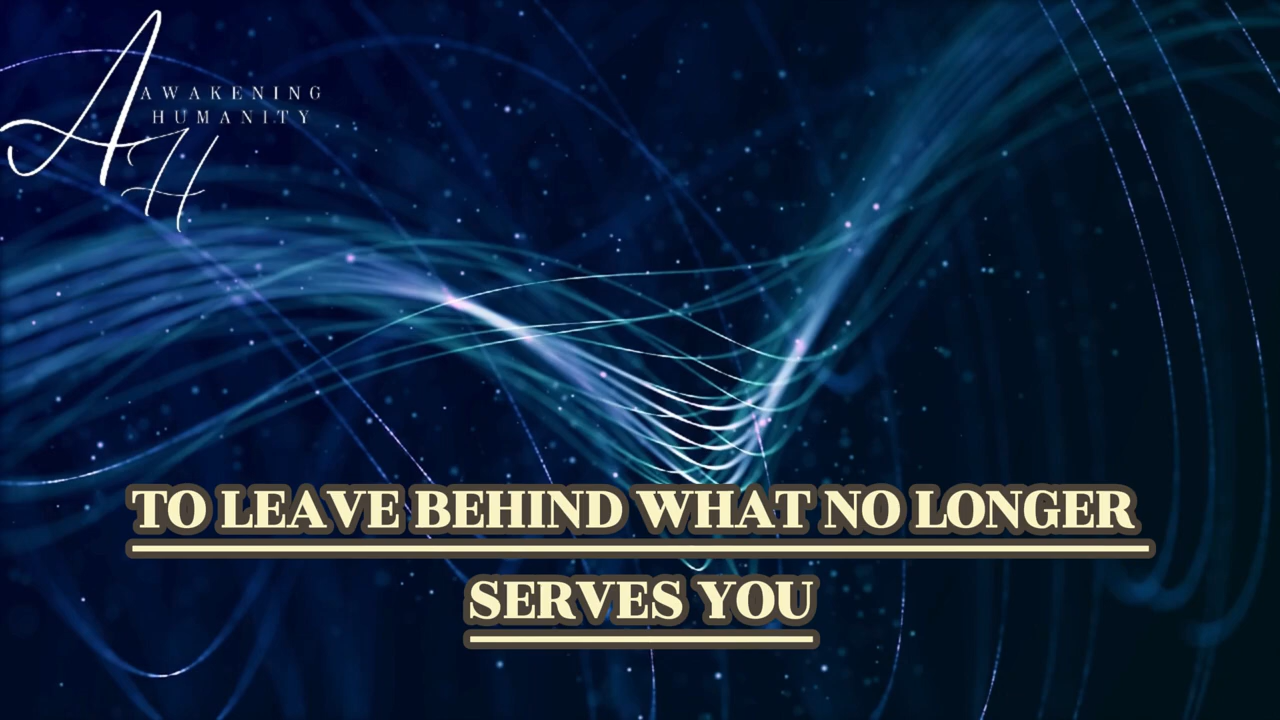 AWAKENING
HUMANITY
AH
TO LEAVE BEHIND WHAT NO LONGER
SERVES YOU